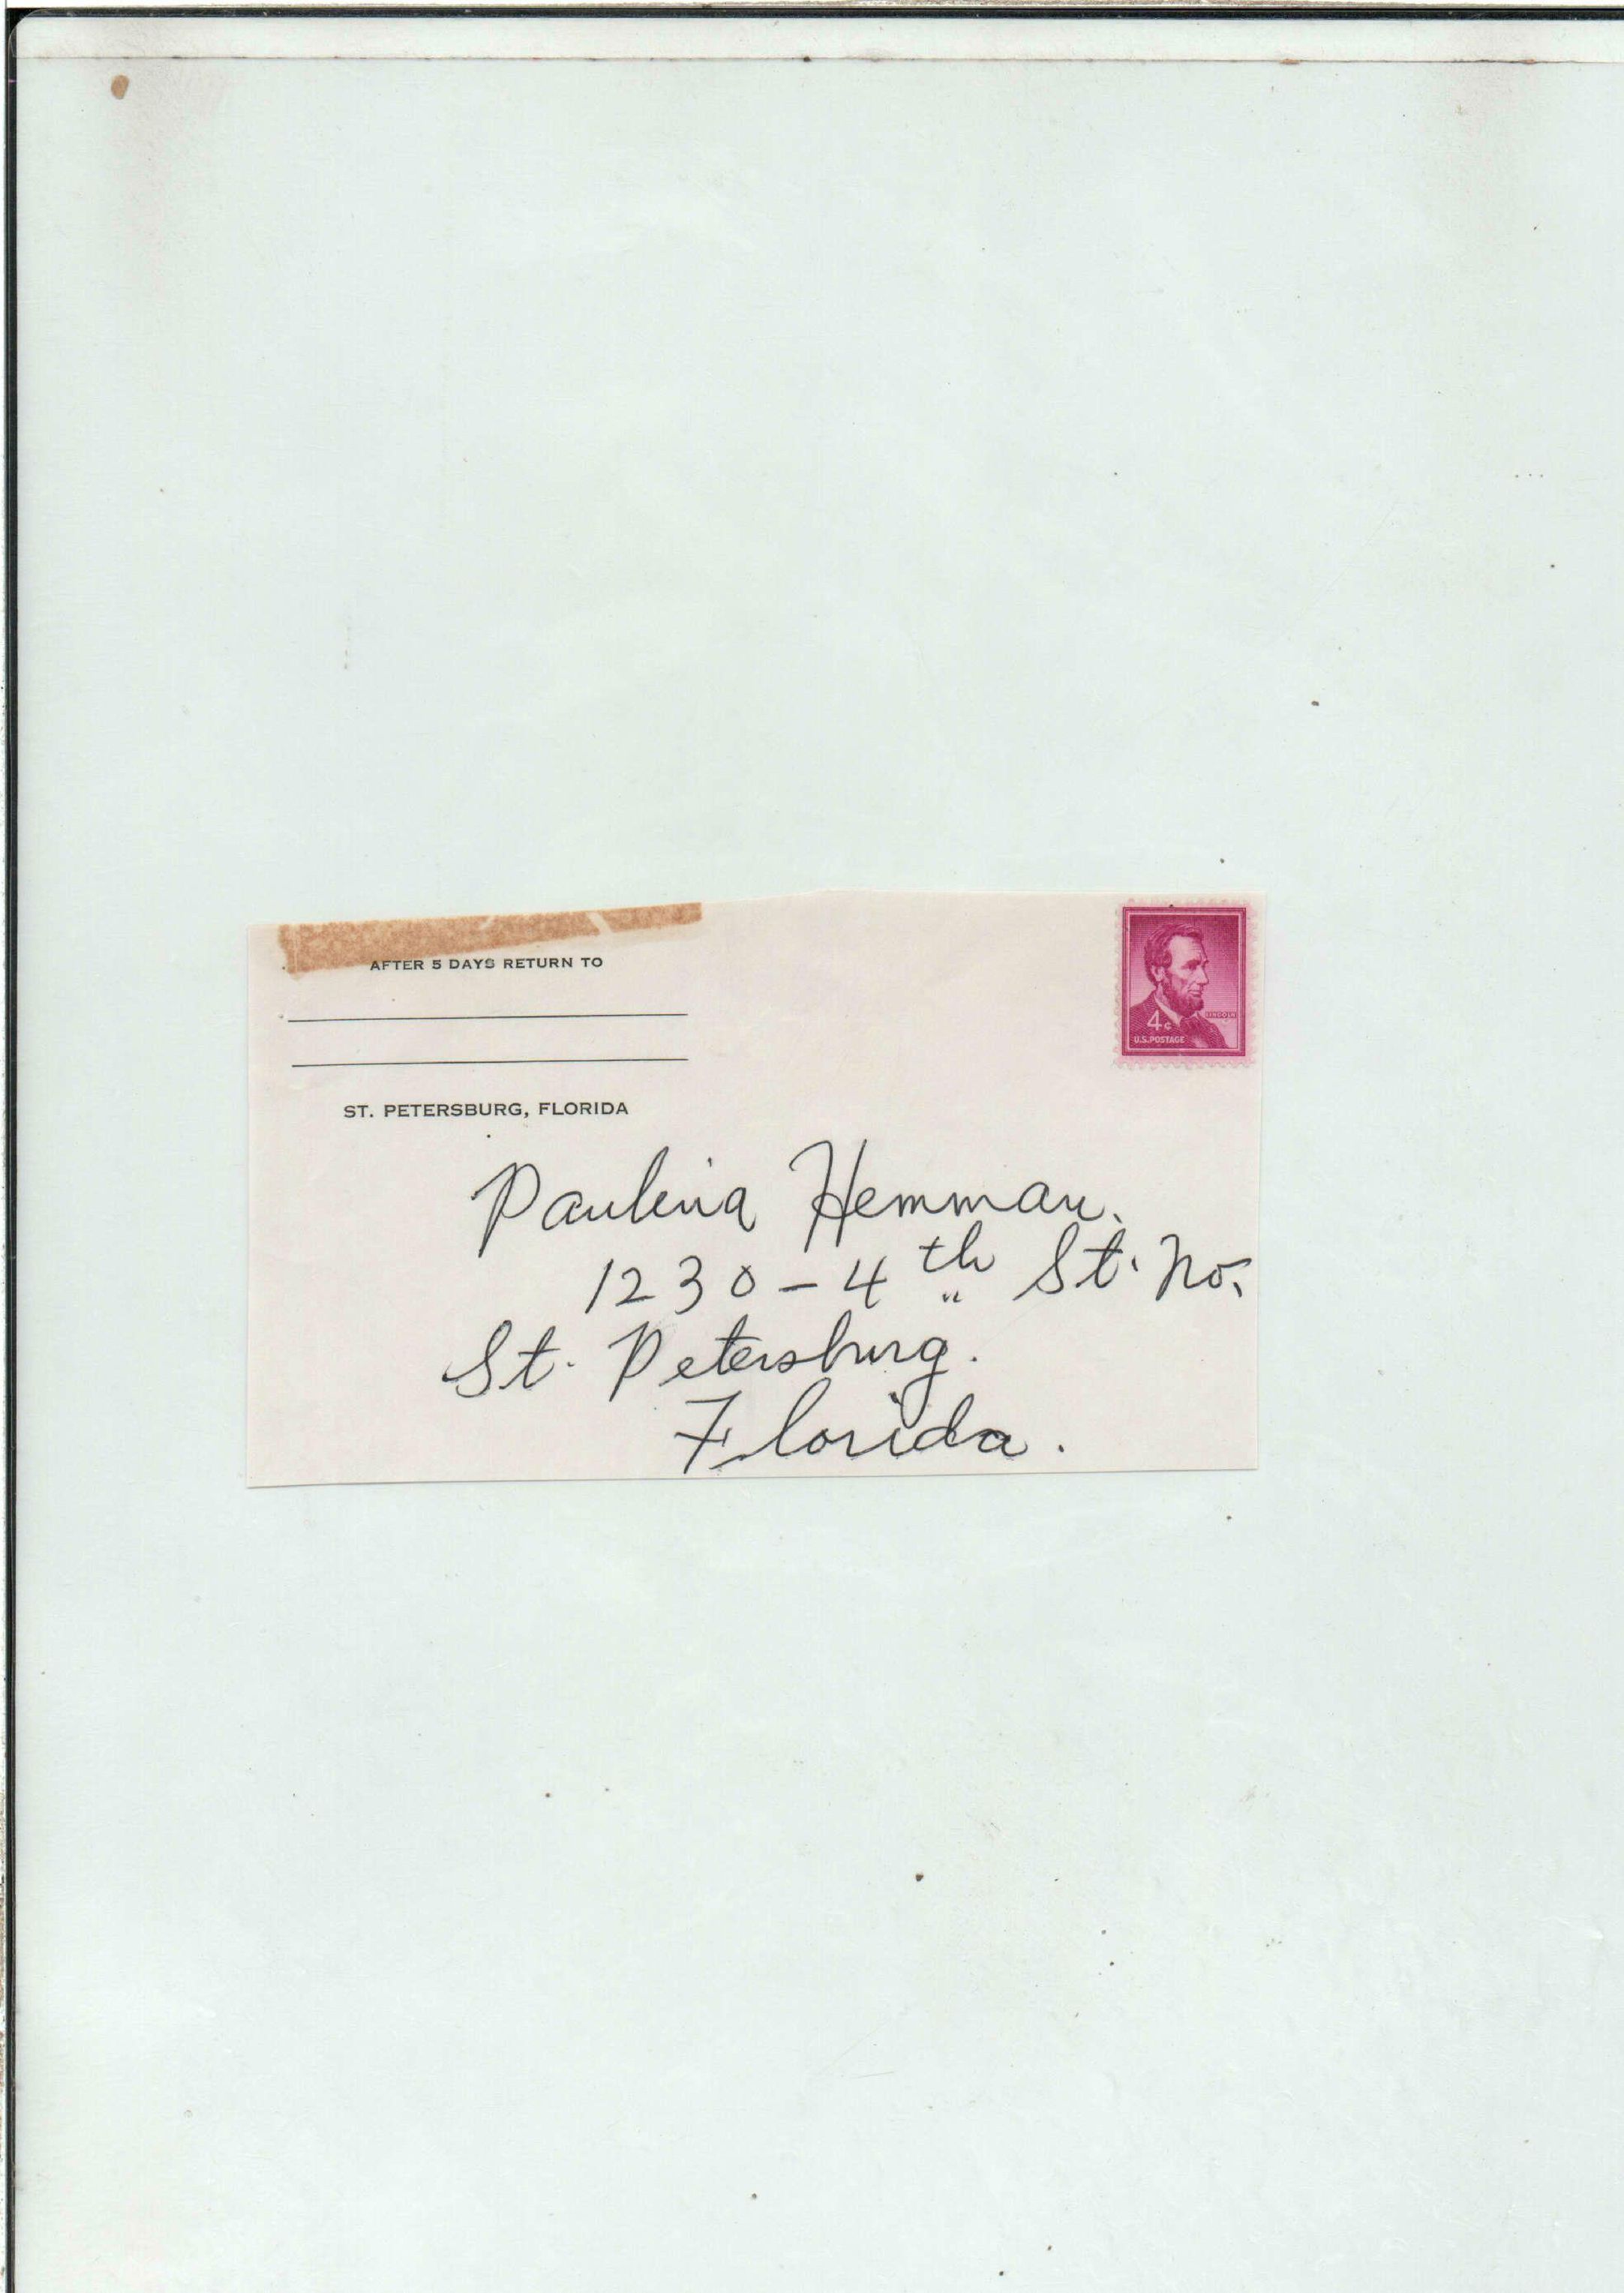 AFTER 5 DAYS RETURN TO
LINCOLN
4¢
U.S. POSTAGE
ST. PETERSBURG, FLORIDA
Paulina Hemman.
1230-4th St. No.
St. Petersburg.
Florida.